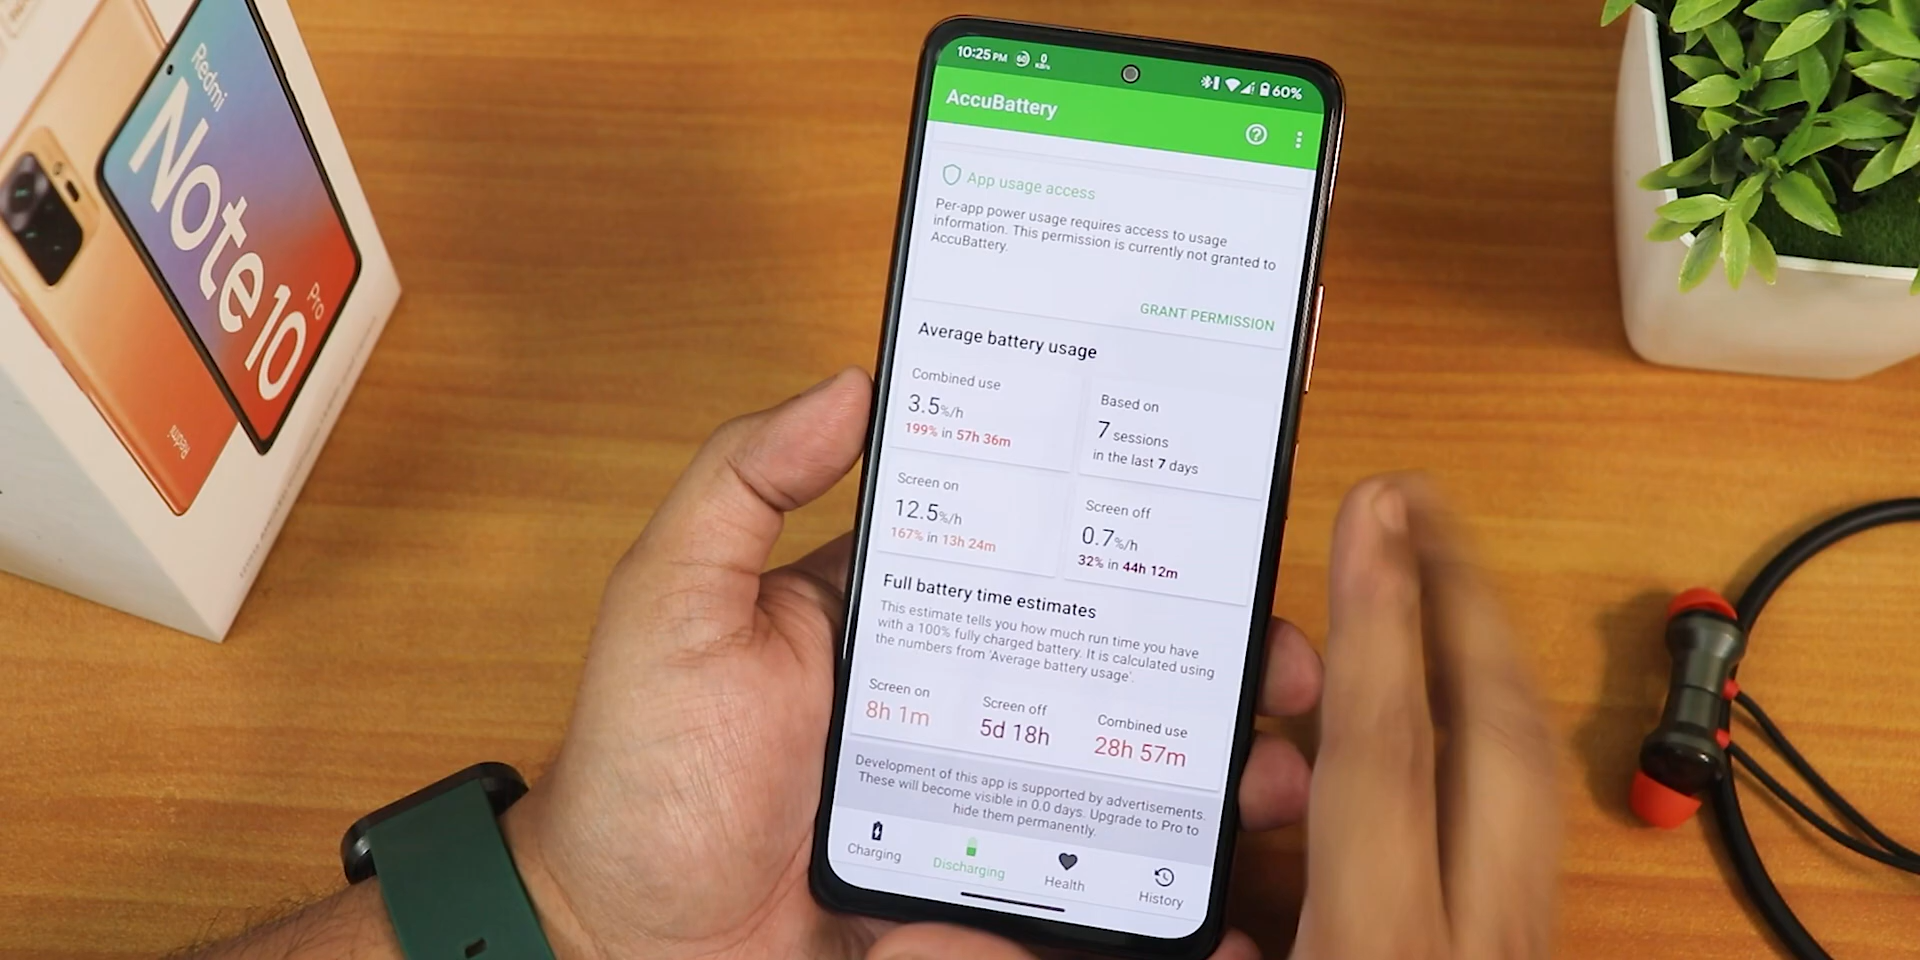 Redmi
Note 10
Pro
Redmi
10:25 PM 60 0 KB/s 60%
AccuBattery
App usage access
Per-app power usage requires access to usage
information. This permission is currently not granted to
AccuBattery.
GRANT PERMISSION
Average battery usage
Combined use
3.5%/h
199% in 57h 36m
Based on
7 sessions
in the last 7 days
Screen on
12.5%/h
167% in 13h 24m
Screen off
0.7%/h
32% in 44h 12m
Full battery time estimates
This estimate tells you how much run time you have
with a 100% fully charged battery. It is calculated using
the numbers from 'Average battery usage'.
Screen on
8h 1m
Screen off
5d 18h
Combined use
28h 57m
Development of this app is supported by advertisements.
These will become visible in 0.0 days. Upgrade to Pro to
hide them permanently.
Charging
Discharging
Health
History